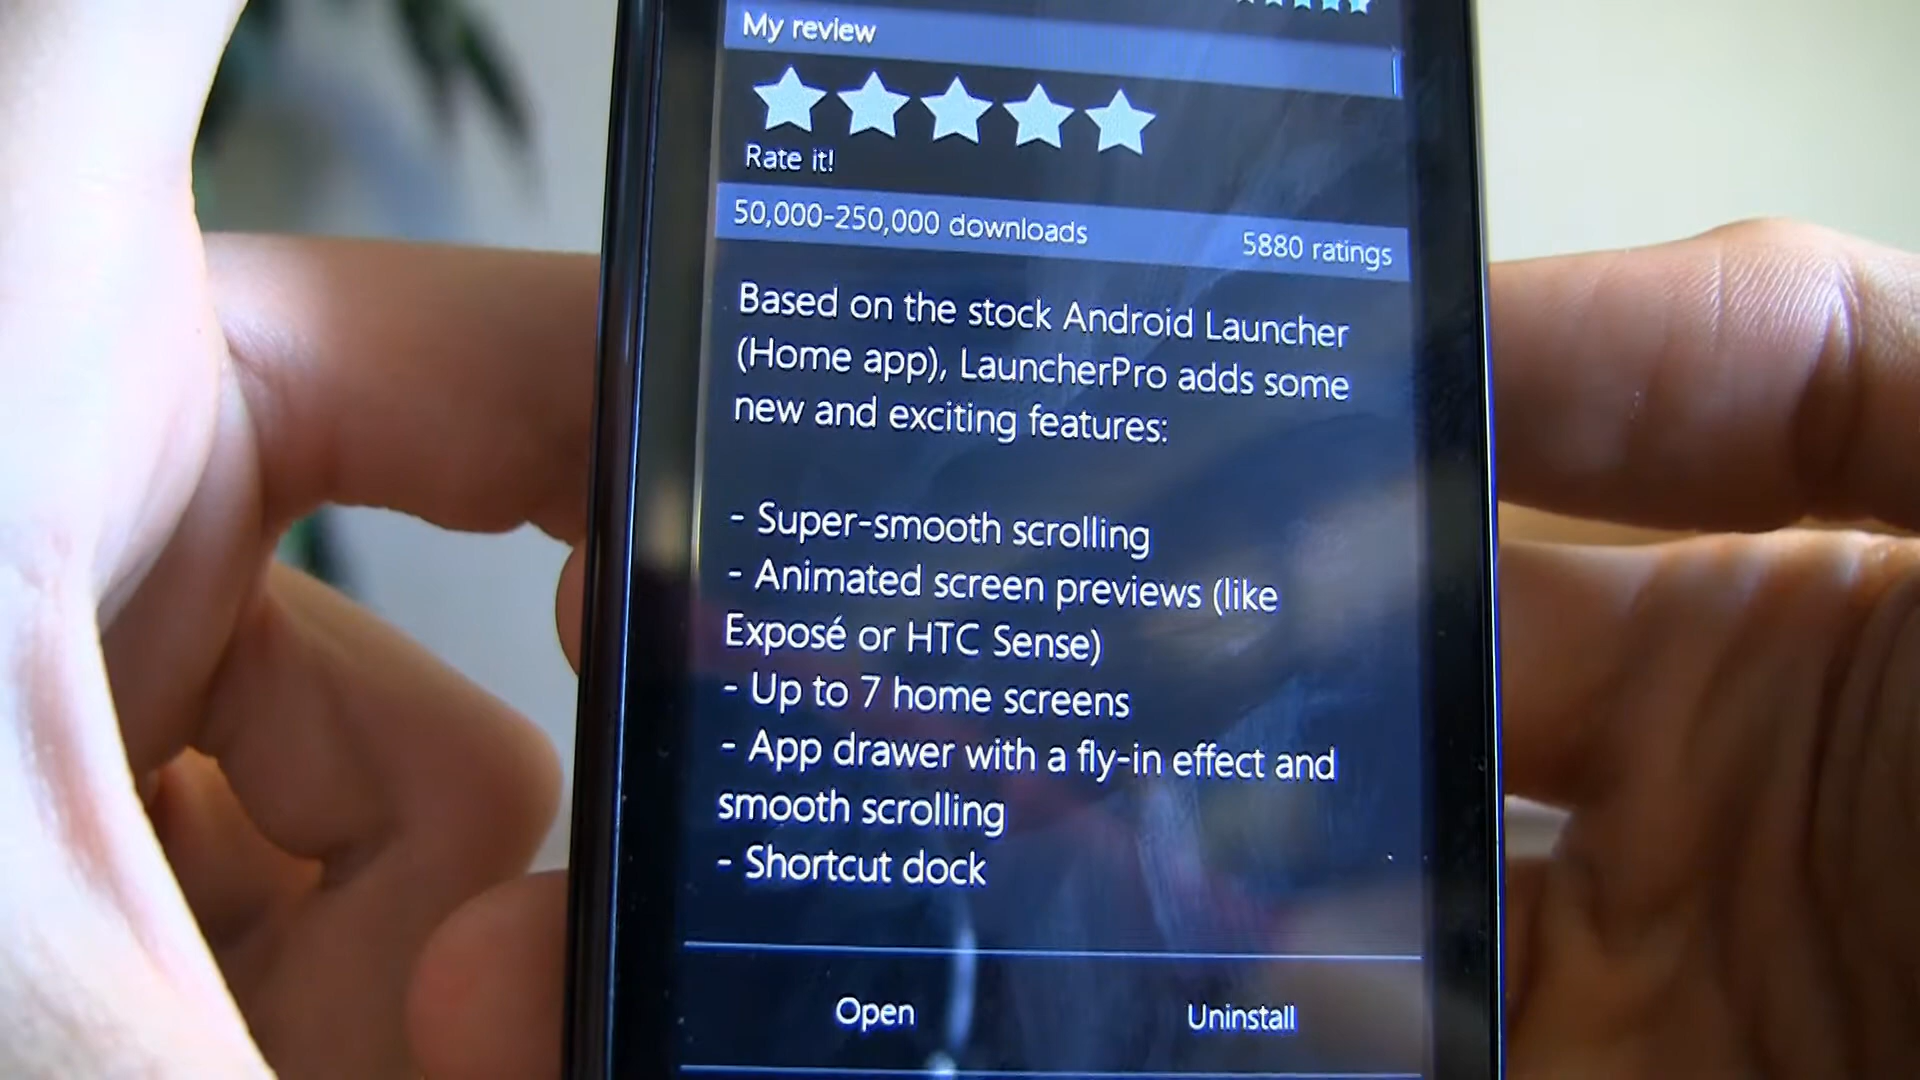 My review
Rate it!
50,000-250,000 downloads 5880 ratings
Based on the stock Android Launcher
(Home app), LauncherPro adds some
new and exciting features:
- Super-smooth scrolling
- Animated screen previews (like
Exposé or HTC Sense)
- Up to 7 home screens
- App drawer with a fly-in effect and
smooth scrolling
- Shortcut dock
Open Uninstall